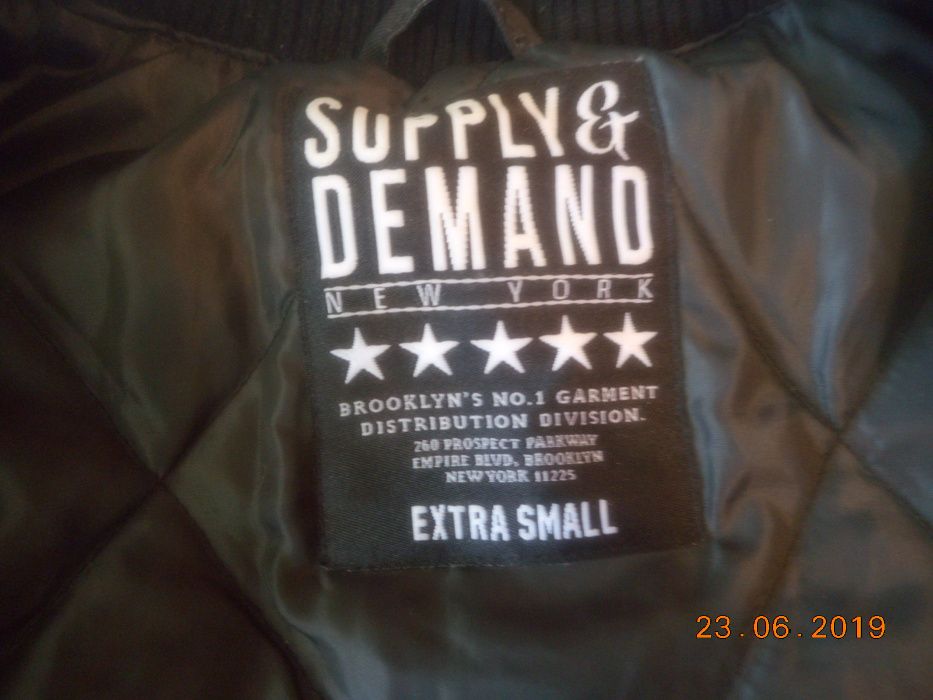 SUPPLY &
DEMAND
NEW YORK
BROOKLYN'S NO.1 GARMENT
DISTRIBUTION DIVISION.
260 PROSPECT PARKWAY
EMPIRE BLVD, BROOKLYN
NEW YORK 11225
EXTRA SMALL
23.06.2019